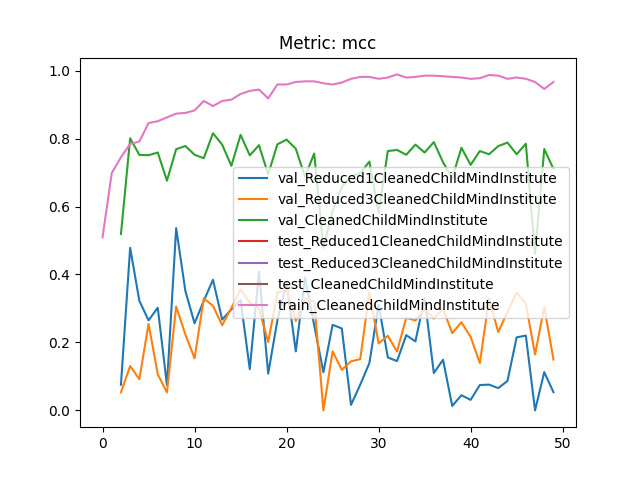 Metric: mcc
1.0
0.8
0.6
0.4
0.2
0.0
val_Reduced1CleanedChildMindInstitute
val_Reduced3CleanedChildMindInstitute
val_CleanedChildMindInstitute
test_Reduced1CleanedChildMindInstitute
test_Reduced3CleanedChildMindInstitute
test_CleanedChildMindInstitute
train_CleanedChildMindInstitute
0 10 20 30 40 50